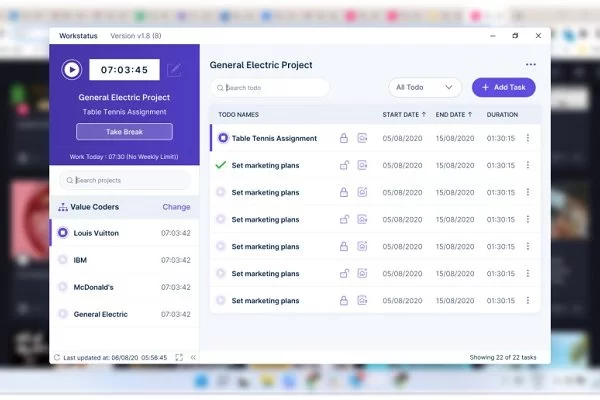 Workstatus Version v1.8 (8)
07:03:45
General Electric Project
Table Tennis Assignment
Take Break
Work Today : 07:30 (No Weekly Limit))
Search projects
Value Coders Change
Louis Vuitton 07:03:42
IBM 07:03:42
McDonald's 07:03:42
General Electric 07:03:42
Last updated at: 06/08/20 05:56:45
General Electric Project
Search todo
All Todo
+ Add Task
TODO NAMES START DATE ↑ END DATE ↑ DURATION
Table Tennis Assignment 05/08/2020 15/08/2020 01:30:15
Set marketing plans 05/08/2020 15/08/2020 01:30:15
Set marketing plans 05/08/2020 15/08/2020 01:30:15
Set marketing plans 05/08/2020 15/08/2020 01:30:15
Set marketing plans 05/08/2020 15/08/2020 01:30:15
Set marketing plans 05/08/2020 15/08/2020 01:30:15
Set marketing plans 05/08/2020 15/08/2020 01:30:15
Showing 22 of 22 tasks